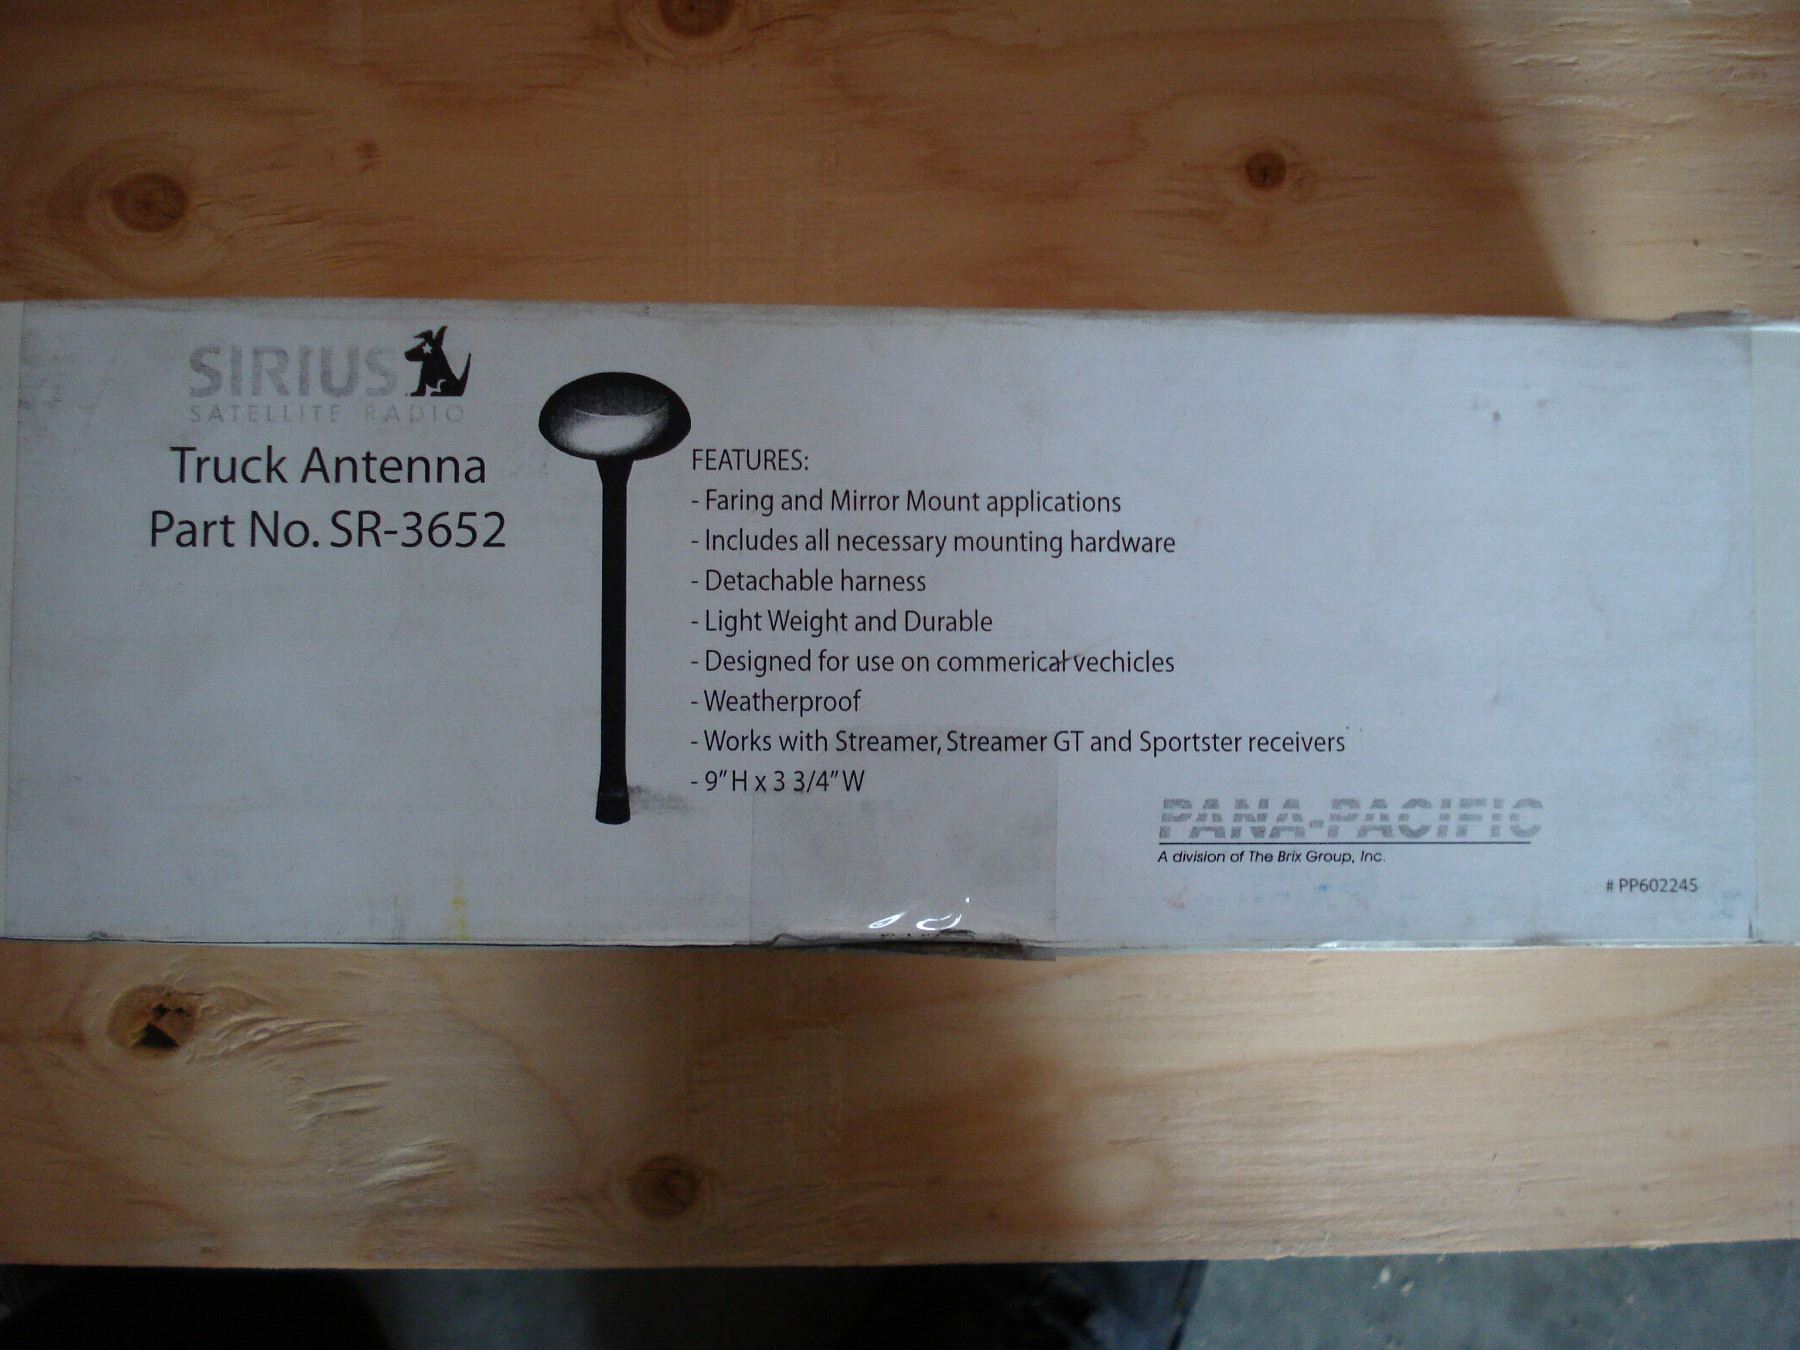 SIRIUS
SATELLITE RADIO
Truck Antenna
Part No. SR-3652
FEATURES:
- Faring and Mirror Mount applications
- Includes all necessary mounting hardware
- Detachable harness
- Light Weight and Durable
- Designed for use on commerical vechicles
- Weatherproof
- Works with Streamer, Streamer GT and Sportster receivers
- 9"H x 3 3/4"W
PANA-PACIFIC
A division of The Brix Group, Inc.
# PP602245